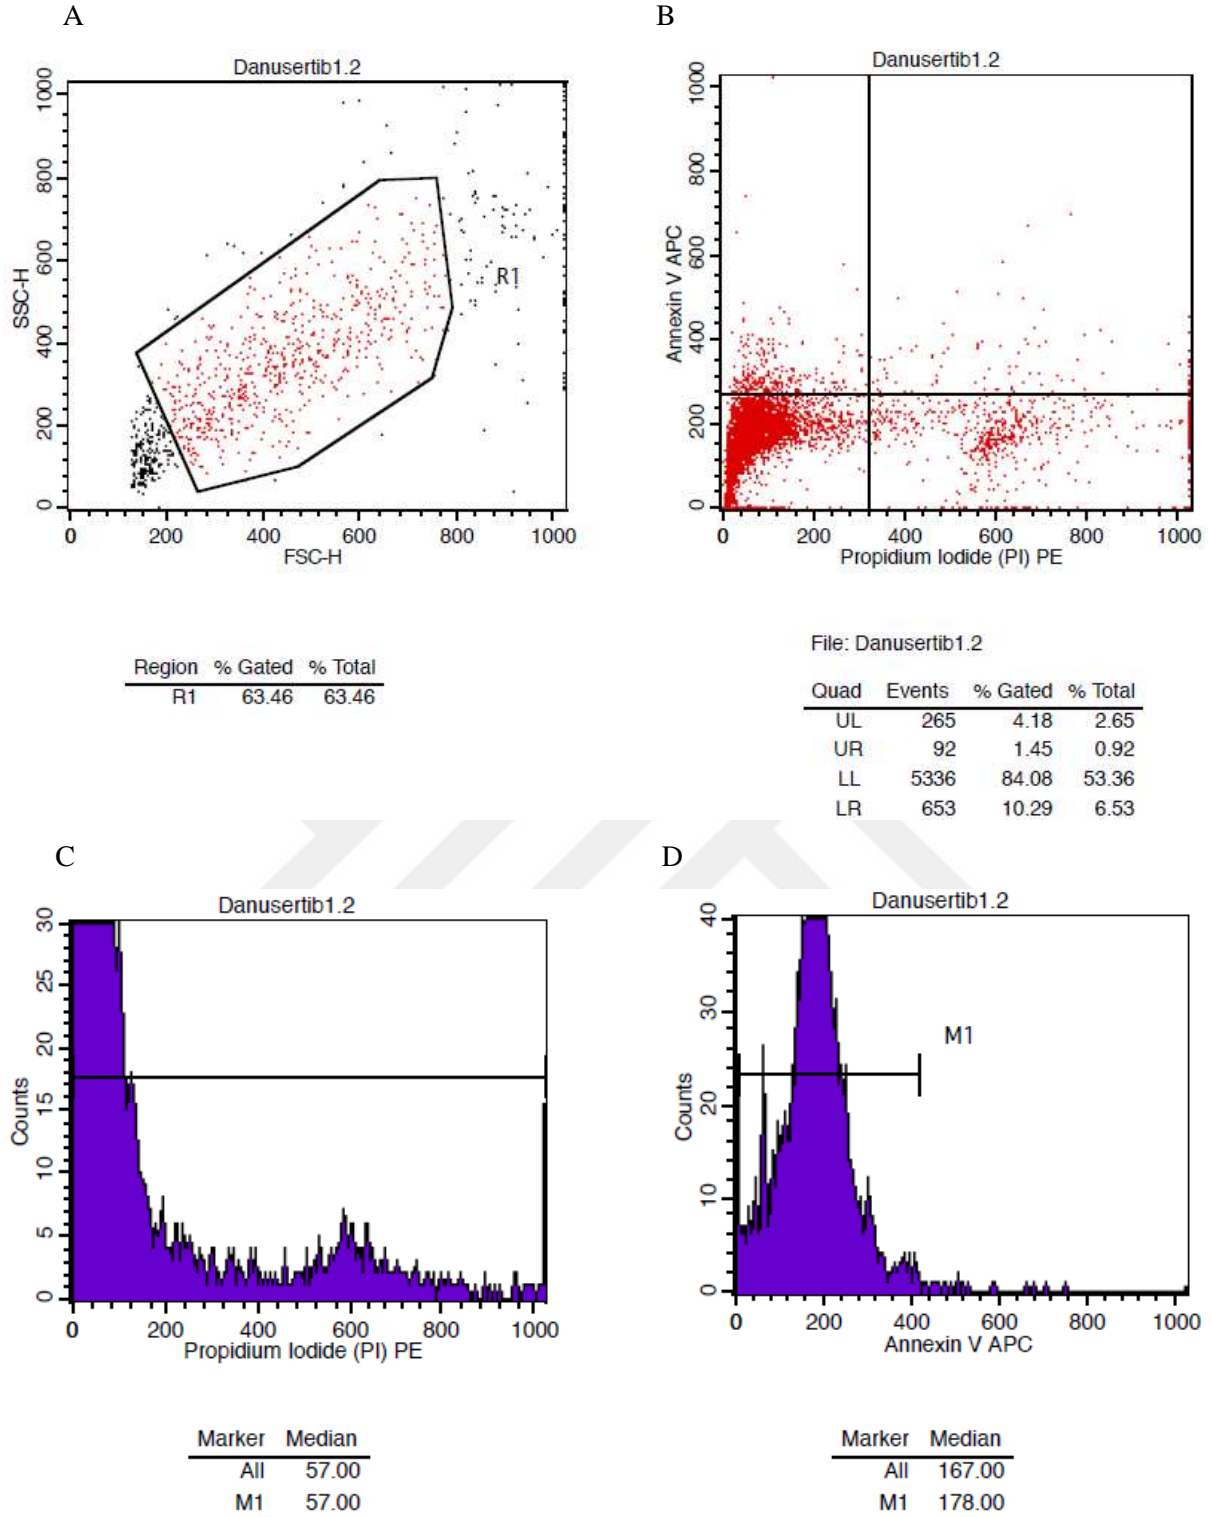 A
B
Danusertib1.2
SSC-H
0 200 400 600 800 1000
0 200 400 600 800 1000
FSC-H
R1
Danusertib1.2
Annexin V APC
0 200 400 600 800 1000
0 200 400 600 800 1000
Propidium Iodide (PI) PE
Region % Gated % Total
R1 63.46 63.46
File: Danusertib1.2
Quad Events % Gated % Total
UL 265 4.18 2.65
UR 92 1.45 0.92
LL 5336 84.08 53.36
LR 653 10.29 6.53
C
D
Danusertib1.2
Counts
0 5 10 15 20 25 30
0 200 400 600 800 1000
Propidium Iodide (PI) PE
Danusertib1.2
Counts
0 10 20 30 40
M1
0 200 400 600 800 1000
Annexin V APC
Marker Median
All 57.00
M1 57.00
Marker Median
All 167.00
M1 178.00